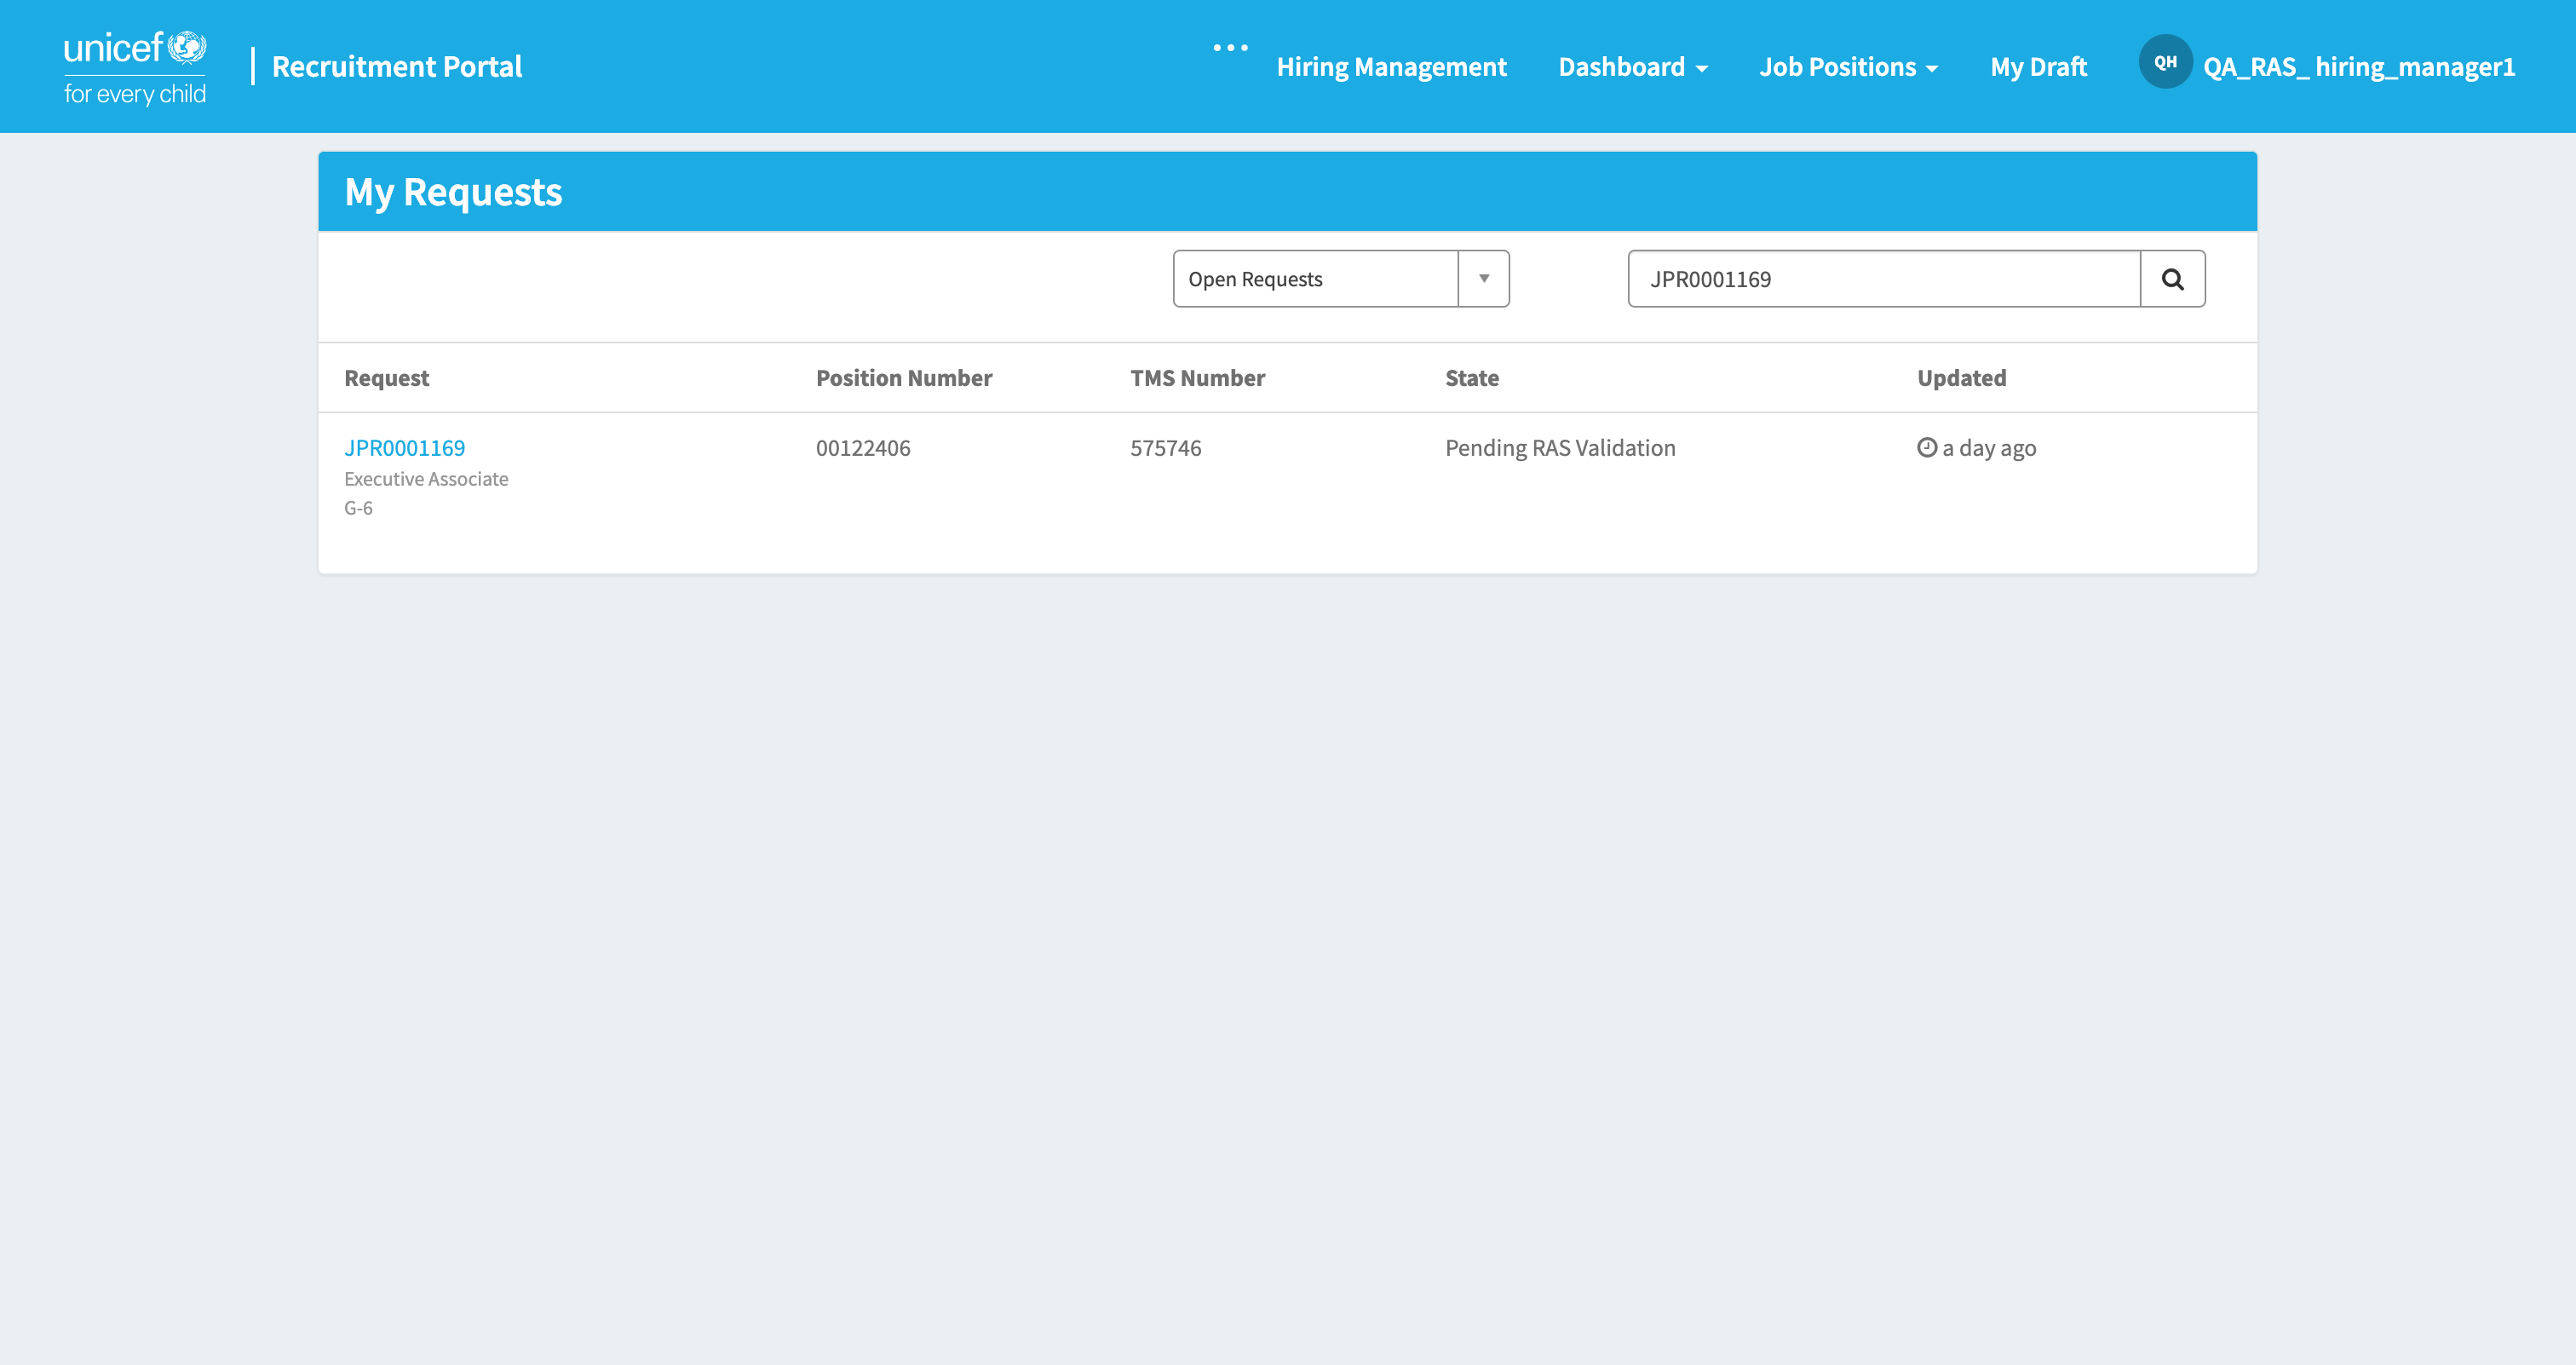 unicef
for every child
Recruitment Portal
Hiring Management
Dashboard
Job Positions
My Draft
QH
QA_RAS_ hiring_manager1
My Requests
Open Requests
JPR0001169
Request Position Number TMS Number State Updated
JPR0001169 00122406 575746 Pending RAS Validation a day ago
Executive Associate
G-6